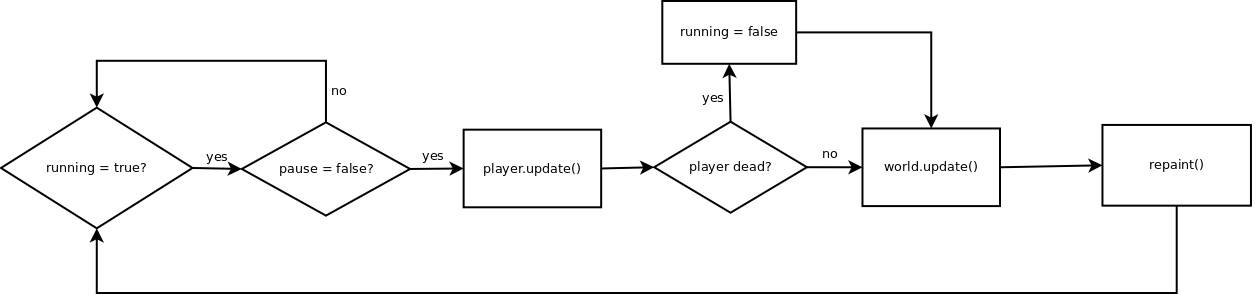 running = false
no
yes
running = true?
yes
pause = false?
yes
player.update()
player dead?
no
world.update()
repaint()